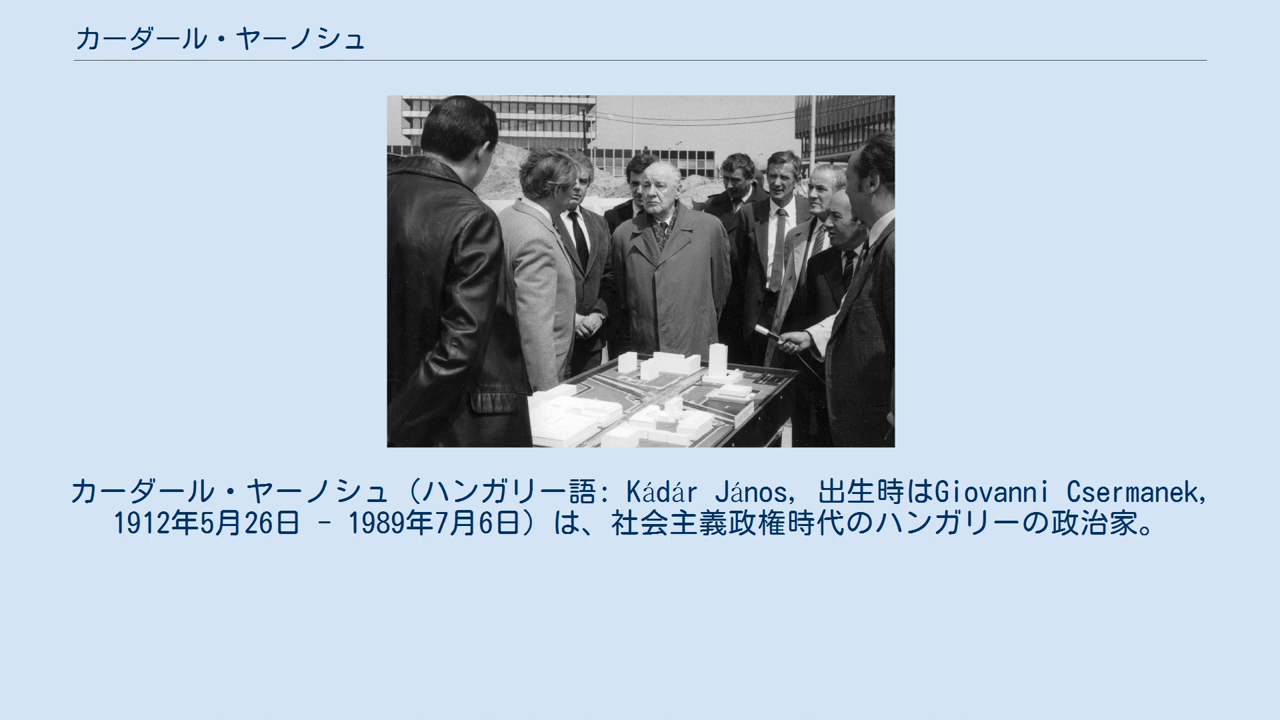 カーダール・ヤーノシュ
カーダール・ヤーノシュ（ハンガリー語: Kádár János, 出生時はGiovanni Csermanek,
1912年5月26日 - 1989年7月6日）は、社会主義政権時代のハンガリーの政治家。